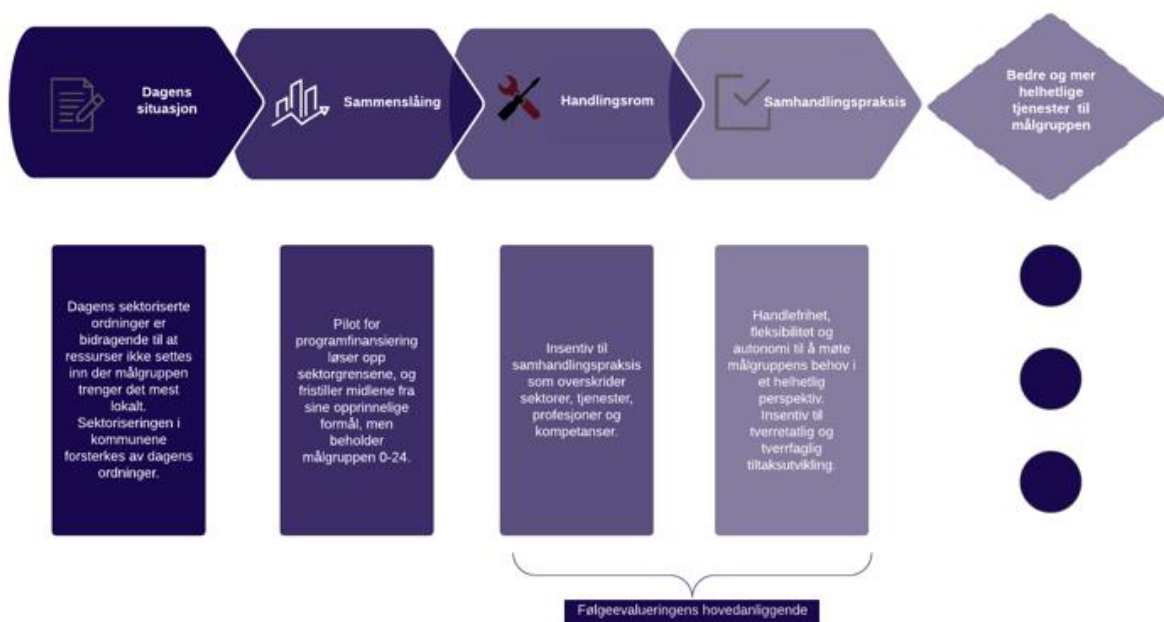 Dagens
situasjon
Sammenslåing
Handlingsrom
Samhandlingspraksis
Bedre og mer
helhetlige
tjenester til
målgruppen
Dagens sektoriserte
ordninger er
bidragende til at
ressurser ikke settes
inn der målgruppen
trenger det mest
lokalt.
Sektoriseringen i
kommunene
forsterkes av dagens
ordninger.
Pilot for
programfinansiering
løser opp
sektorgrensene, og
fristiller midlene fra
sine opprinnelige
formål, men
beholder
målgruppen 0-24.
Insentiv til
samhandlingspraksis
som overskrider
sektorer, tjenester,
profesjoner og
kompetanser.
Handlefrihet,
fleksibilitet og
autonomi til å møte
målgruppens behov i
et helhetlig
perspektiv.
Insentiv til
tverretatlig og
tverrfaglig
tiltaksutvikling.
Følgeevalueringens hovedanliggende